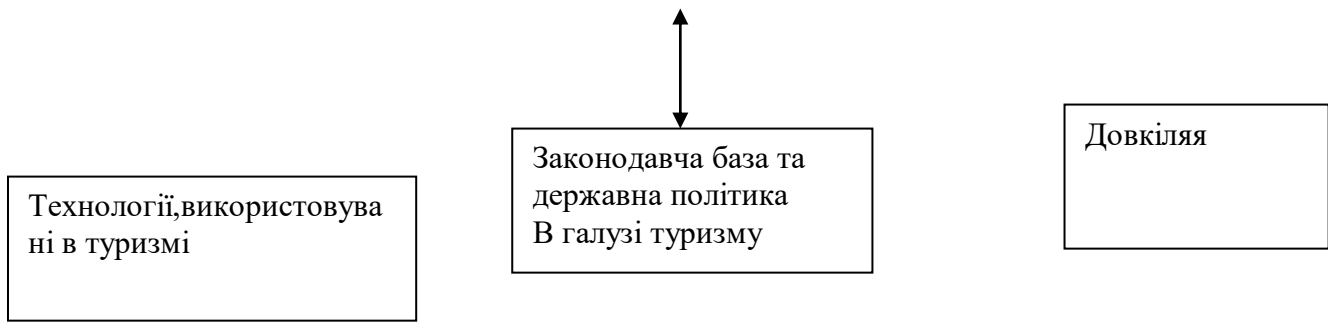 Технології,використовува
ні в туризмі
Законодавча база та
державна політика
В галузі туризму
Довкіляя